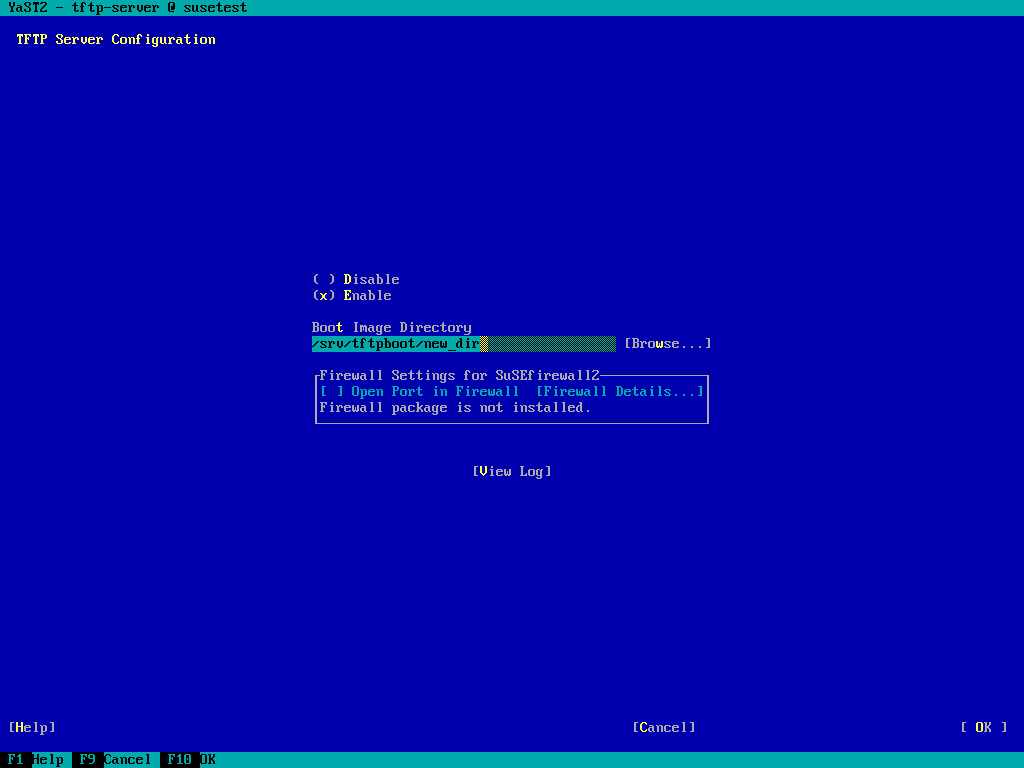 YaST2 - tftp-server @ susetest
TFTP Server Configuration
( ) Disable
(x) Enable
Boot Image Directory
/srv/tftpboot/new_dir [Browse...]
Firewall Settings for SuSEfirewall2
[ ] Open Port in Firewall [Firewall Details...]
Firewall package is not installed.
[View Log]
[Help] [Cancel] [ OK ]
F1 Help F9 Cancel F10 OK